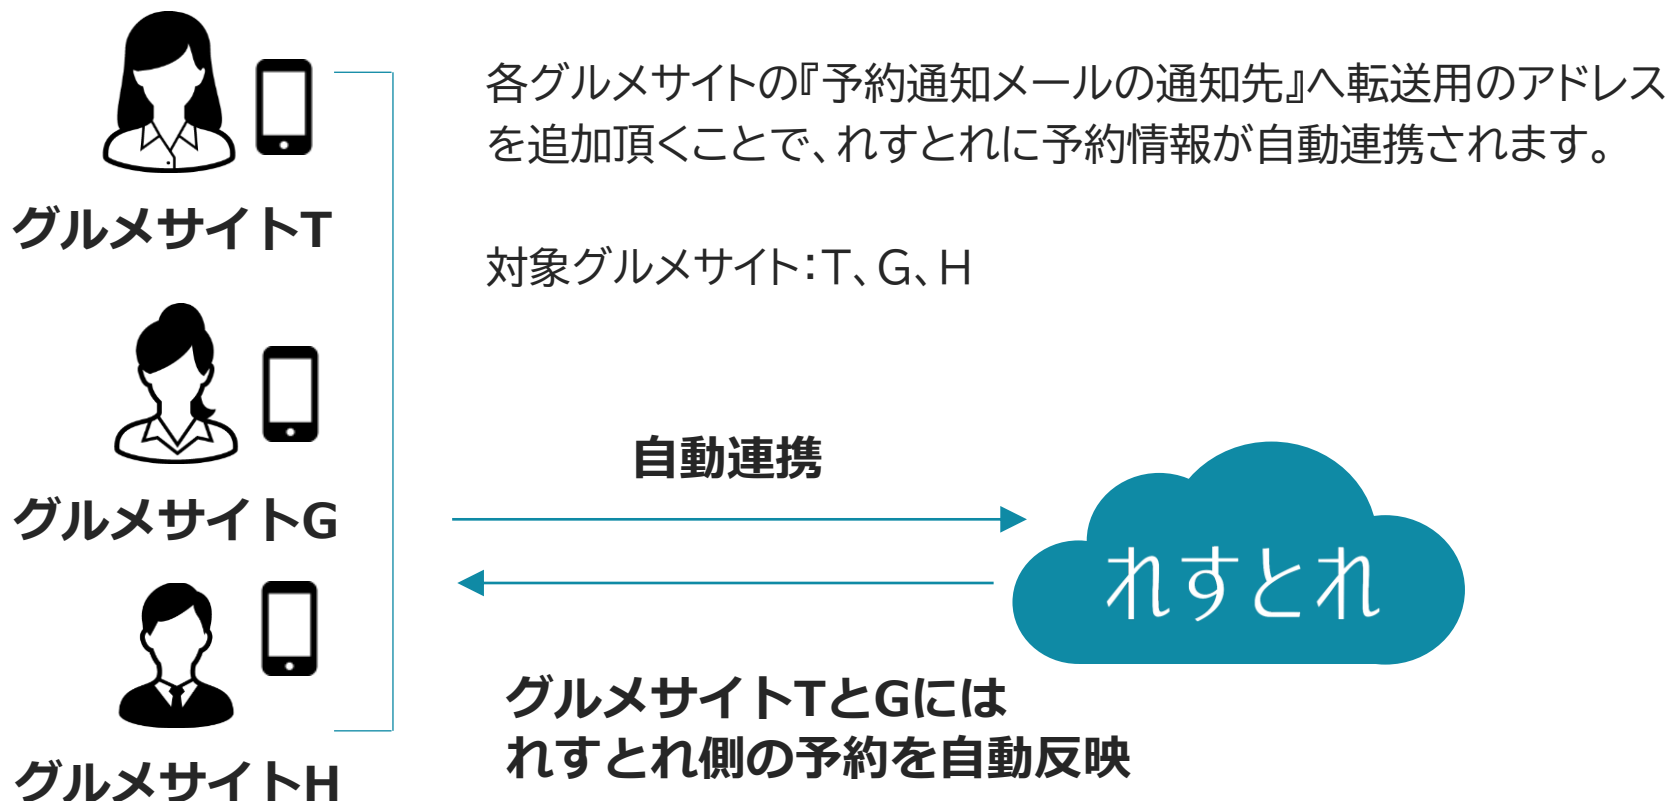 各グルメサイトの『予約通知メールの通知先』へ転送用のアドレス
を追加頂くことで、れすとれに予約情報が自動連携されます。
グルメサイトT
対象グルメサイト：T、G、H
グルメサイトG
自動連携
れすとれ
グルメサイトTとGには
れすとれ側の予約を自動反映
グルメサイトH